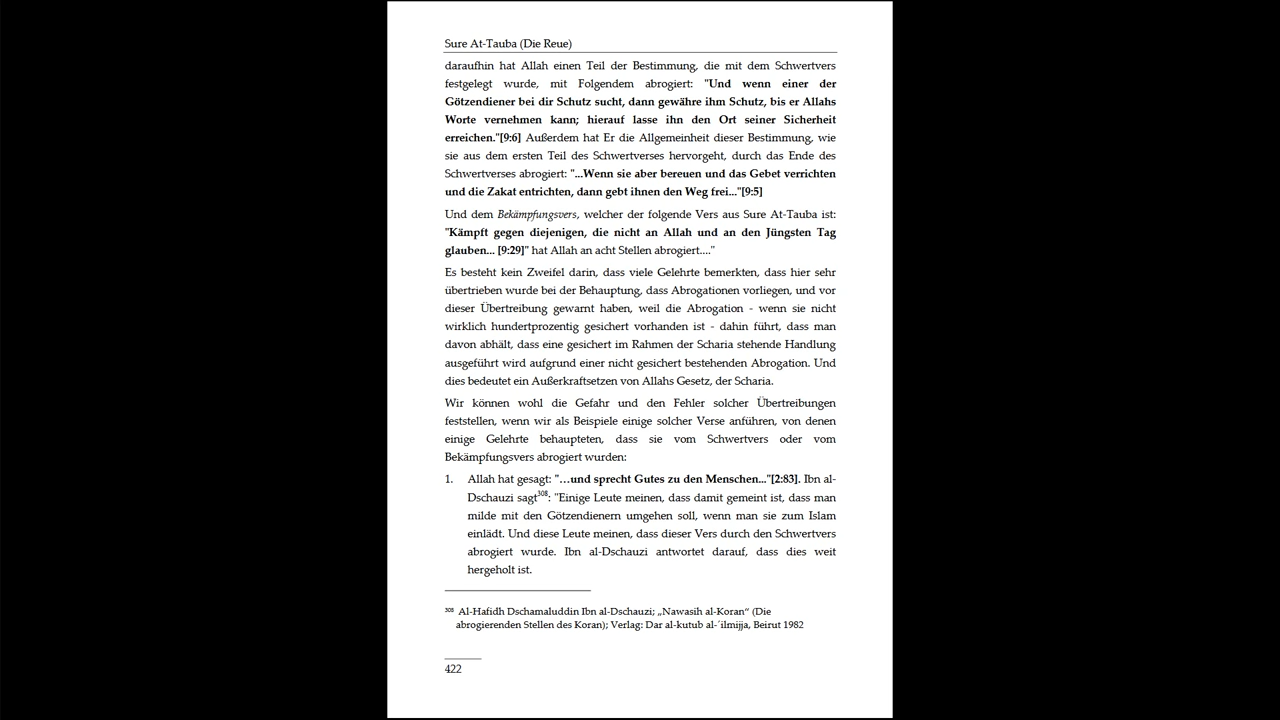 Sure At-Tauba (Die Reue)
daraufhin hat Allah einen Teil der Bestimmung, die mit dem Schwertvers
festgelegt wurde, mit Folgendem abrogiert: "Und wenn einer der
Götzendiener bei dir Schutz sucht, dann gewähre ihm Schutz, bis er Allahs
Worte vernehmen kann; hierauf lasse ihn den Ort seiner Sicherheit
erreichen."[9:6] Außerdem hat Er die Allgemeinheit dieser Bestimmung, wie
sie aus dem ersten Teil des Schwertverses hervorgeht, durch das Ende des
Schwertverses abrogiert: "...Wenn sie aber bereuen und das Gebet verrichten
und die Zakat entrichten, dann gebt ihnen den Weg frei..."[9:5]
Und dem Bekämpfungsvers, welcher der folgende Vers aus Sure At-Tauba ist:
"Kämpft gegen diejenigen, die nicht an Allah und an den Jüngsten Tag
glauben... [9:29]" hat Allah an acht Stellen abrogiert...."
Es besteht kein Zweifel darin, dass viele Gelehrte bemerkten, dass hier sehr
übertrieben wurde bei der Behauptung, dass Abrogationen vorliegen, und vor
dieser Übertreibung gewarnt haben, weil die Abrogation - wenn sie nicht
wirklich hundertprozentig gesichert vorhanden ist - dahin führt, dass man
davon abhält, dass eine gesichert im Rahmen der Scharia stehende Handlung
ausgeführt wird aufgrund einer nicht gesichert bestehenden Abrogation. Und
dies bedeutet ein Außerkraftsetzen von Allahs Gesetz, der Scharia.
Wir können wohl die Gefahr und den Fehler solcher Übertreibungen
feststellen, wenn wir als Beispiele einige solcher Verse anführen, von denen
einige Gelehrte behaupteten, dass sie vom Schwertvers oder vom
Bekämpfungsvers abrogiert wurden:
1. Allah hat gesagt: "…und sprecht Gutes zu den Menschen..."[2:83]. Ibn al-
Dschauzi sagt308: "Einige Leute meinen, dass damit gemeint ist, dass man
milde mit den Götzendienern umgehen soll, wenn man sie zum Islam
einlädt. Und diese Leute meinen, dass dieser Vers durch den Schwertvers
abrogiert wurde. Ibn al-Dschauzi antwortet darauf, dass dies weit
hergeholt ist.
308 Al-Hafidh Dschamaluddin Ibn al-Dschauzi; „Nawasih al-Koran“ (Die
abrogierenden Stellen des Koran); Verlag: Dar al-kutub al-´ilmijja, Beirut 1982
422